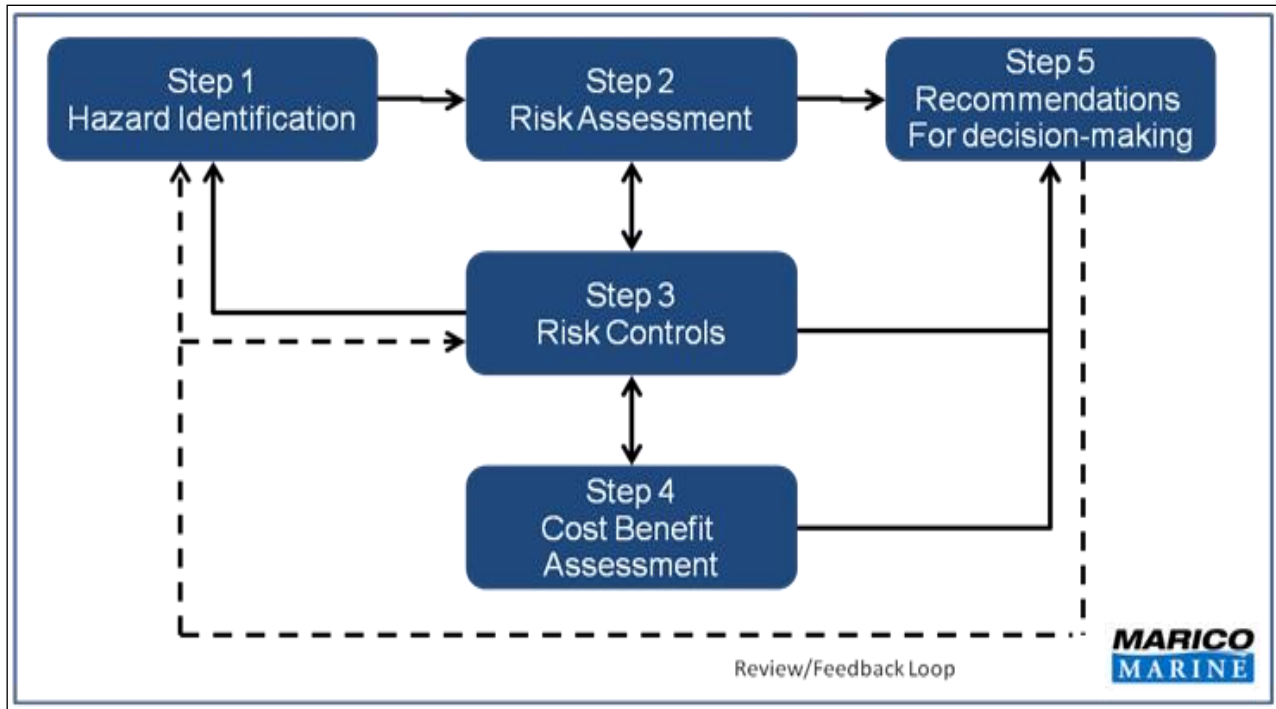 Step 1
Hazard Identification
Step 2
Risk Assessment
Step 5
Recommendations
For decision-making
Step 3
Risk Controls
Step 4
Cost Benefit
Assessment
Review/Feedback Loop
MARICO
MARINE